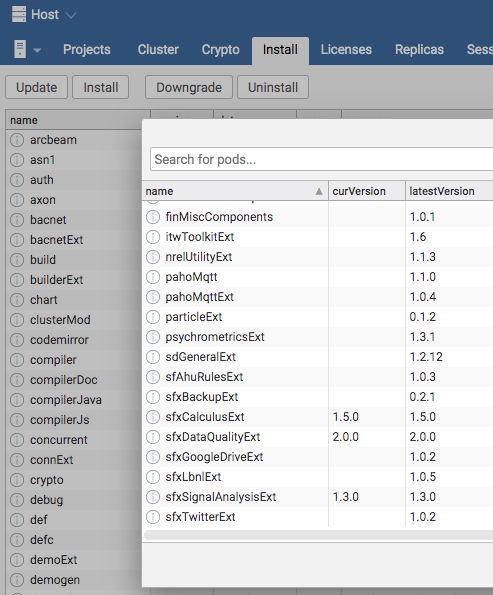 Host
Projects Cluster Crypto Install Licenses Replicas Sess
Update Install Downgrade Uninstall
name
arcbeam
asn1
auth
axon
bacnet
bacnetExt
build
builderExt
chart
clusterMod
codemirror
compiler
compilerDoc
compilerJava
compilerJs
concurrent
connExt
crypto
debug
def
defc
demoExt
demogen
Search for pods...
name curVersion latestVersion
finMiscComponents 1.0.1
itwToolkitExt 1.6
nrelUtilityExt 1.1.3
pahoMqtt 1.1.0
pahoMqttExt 1.0.4
particleExt 0.1.2
psychrometricsExt 1.3.1
sdGeneralExt 1.2.12
sfAhuRulesExt 1.0.3
sfxBackupExt 0.2.1
sfxCalculusExt 1.5.0 1.5.0
sfxDataQualityExt 2.0.0 2.0.0
sfxGoogleDriveExt 1.0.2
sfxLbnlExt 1.0.5
sfxSignalAnalysisExt 1.3.0 1.3.0
sfxTwitterExt 1.0.2